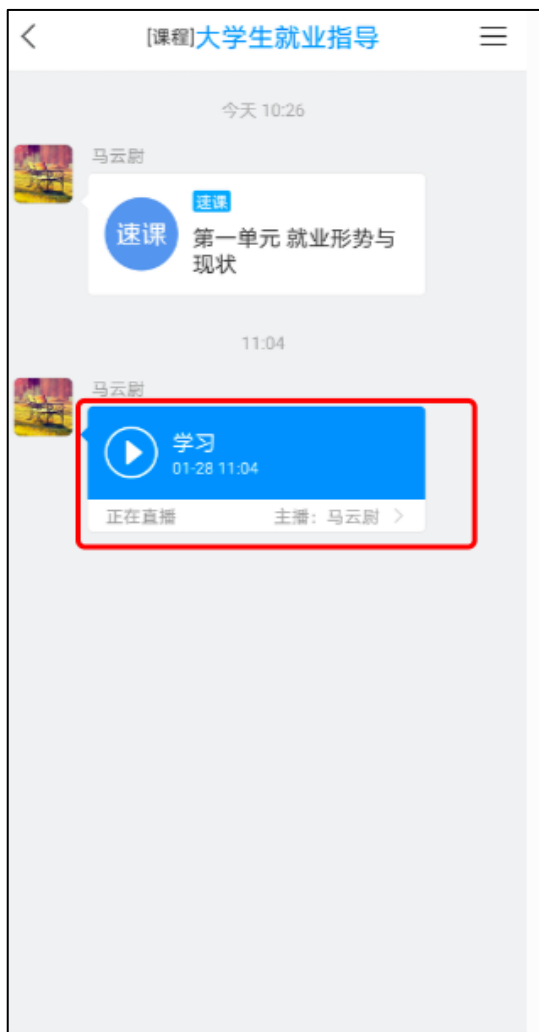 [课程]大学生就业指导
今天 10:26
马云尉
速课
速课
第一单元 就业形势与
现状
11:04
马云尉
学习
01-28 11:04
正在直播
主播：马云尉